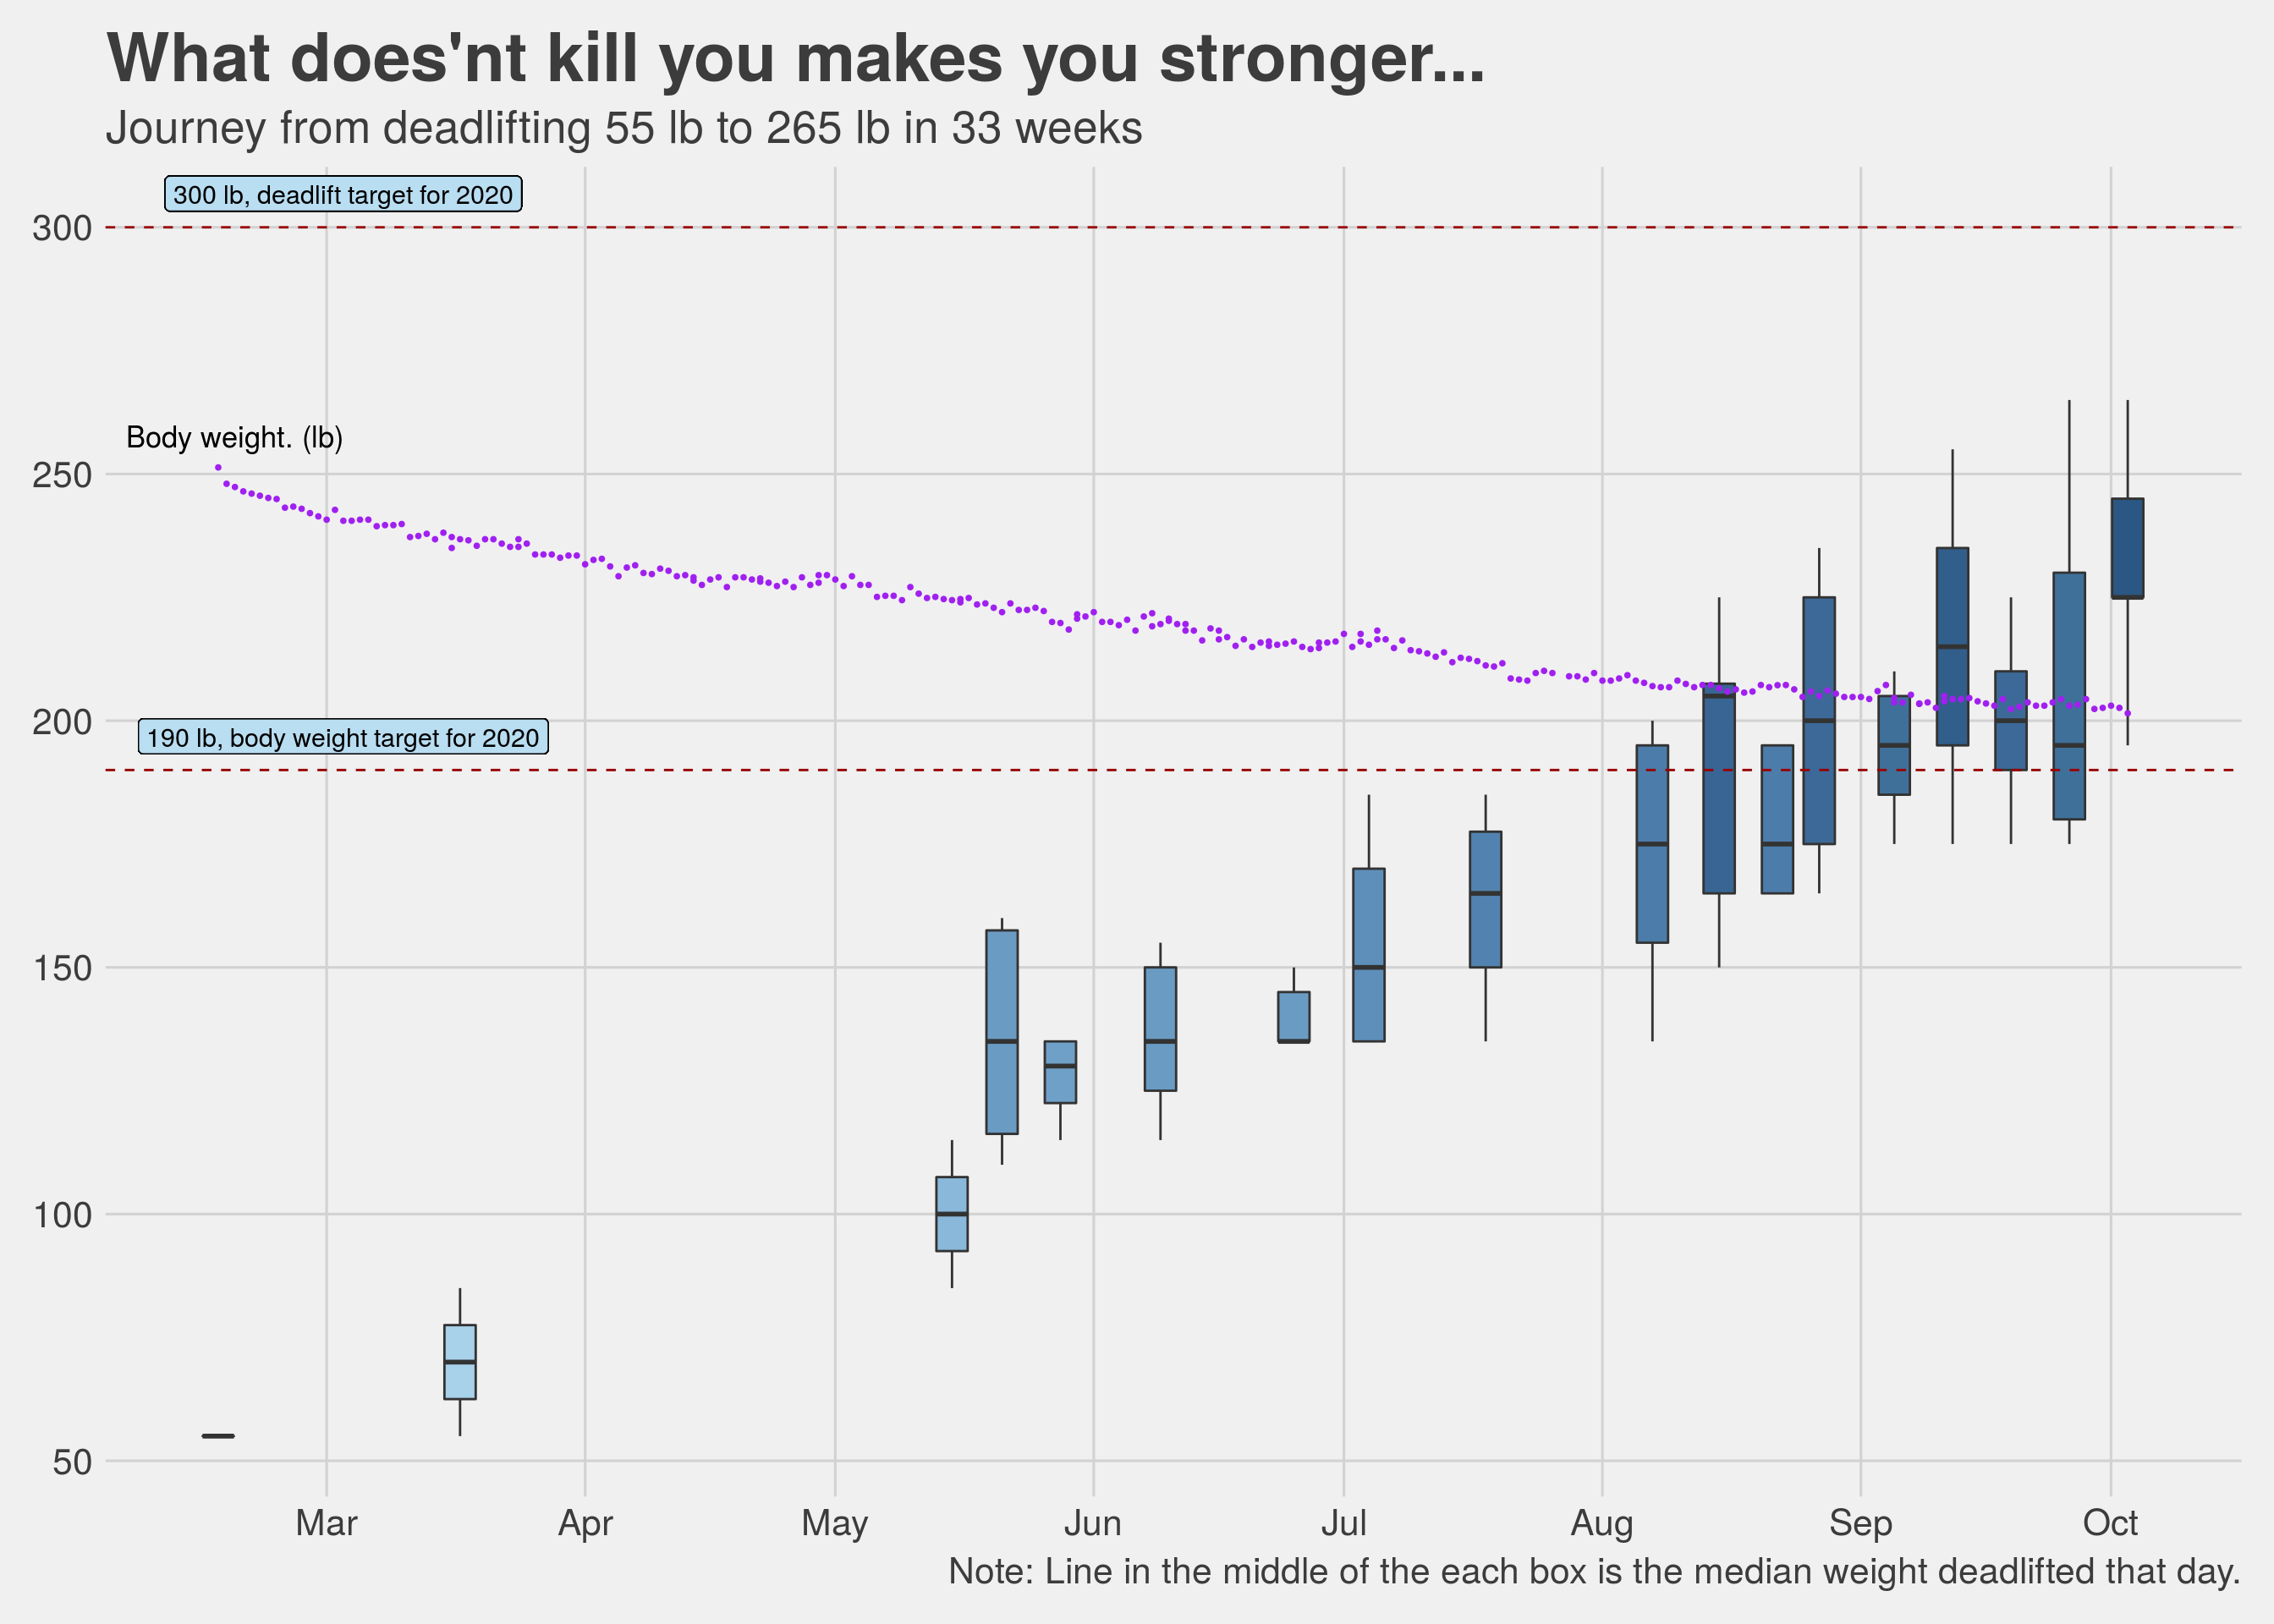 What does'nt kill you makes you stronger...
Journey from deadlifting 55 lb to 265 lb in 33 weeks
300 lb, deadlift target for 2020
300
Body weight. (lb)
250
200
190 lb, body weight target for 2020
150
100
50
Mar Apr May Jun Jul Aug Sep Oct
Note: Line in the middle of the each box is the median weight deadlifted that day.